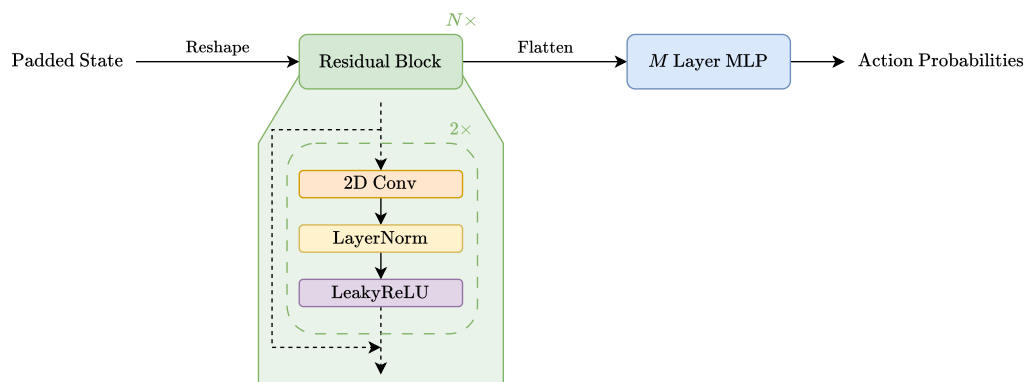 N×
Padded State
Reshape
Residual Block
Flatten
M Layer MLP
Action Probabilities
2×
2D Conv
LayerNorm
LeakyReLU